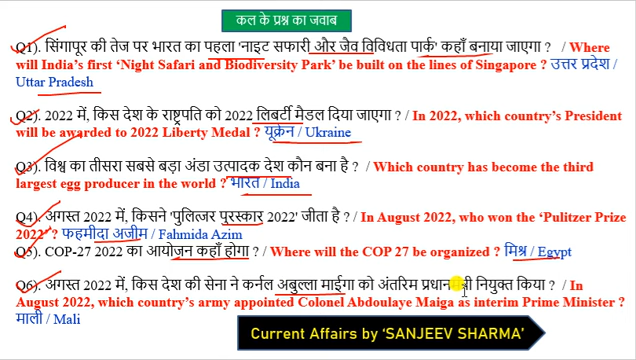 कल के प्रश्न का जवाब
Q1). सिंगापूर की तेज पर भारत का पहला 'नाइट सफारी और जैव विविधता पार्क' कहाँ बनाया जाएगा ? / Where
will India's first 'Night Safari and Biodiversity Park' be built on the lines of Singapore ? उत्तर प्रदेश /
Uttar Pradesh
Q2). 2022 में, किस देश के राष्ट्रपति को 2022 लिबर्टी मैडल दिया जाएगा ? / In 2022, which country's President
will be awarded to 2022 Liberty Medal ? यूक्रेन / Ukraine
Q3). विश्व का तीसरा सबसे बड़ा अंडा उत्पादक देश कौन बना है ? / Which country has become the third
largest egg producer in the world ? भारत / India
Q4). अगस्त 2022 में, किसने 'पुलित्जर पुरस्कार 2022' जीता है ? / In August 2022, who won the 'Pulitzer Prize
2022' ? फहमीदा अजीम / Fahmida Azim
Q5). COP-27 2022 का आयोजन कहाँ होगा ? / Where will the COP 27 be organized ? मिश्र / Egypt
Q6). अगस्त 2022 में, किस देश की सेना ने कर्नल अबुल्ला माईगा को अंतरिम प्रधानमंत्री नियुक्त किया ? / In
August 2022, which country's army appointed Colonel Abdoulaye Maiga as interim Prime Minister ?
माली / Mali
Current Affairs by 'SANJEEV SHARMA'